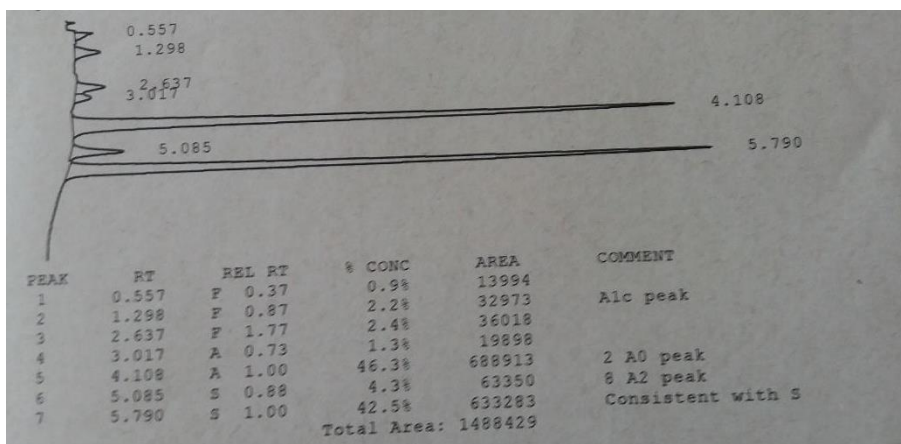 0.557
1.298
2.637
3.017
4.108
5.085
5.790
PEAK RT REL RT % CONC AREA COMMENT
1 0.557 F 0.37 0.9% 13994
2 1.298 F 0.87 2.2% 32973 A1c peak
3 2.637 F 1.77 2.4% 36018
4 3.017 A 0.73 1.3% 19898
5 4.108 A 1.00 46.3% 688913 2 A0 peak
6 5.085 S 0.88 4.3% 63350 8 A2 peak
7 5.790 S 1.00 42.5% 633283 Consistent with S
Total Area: 1488429